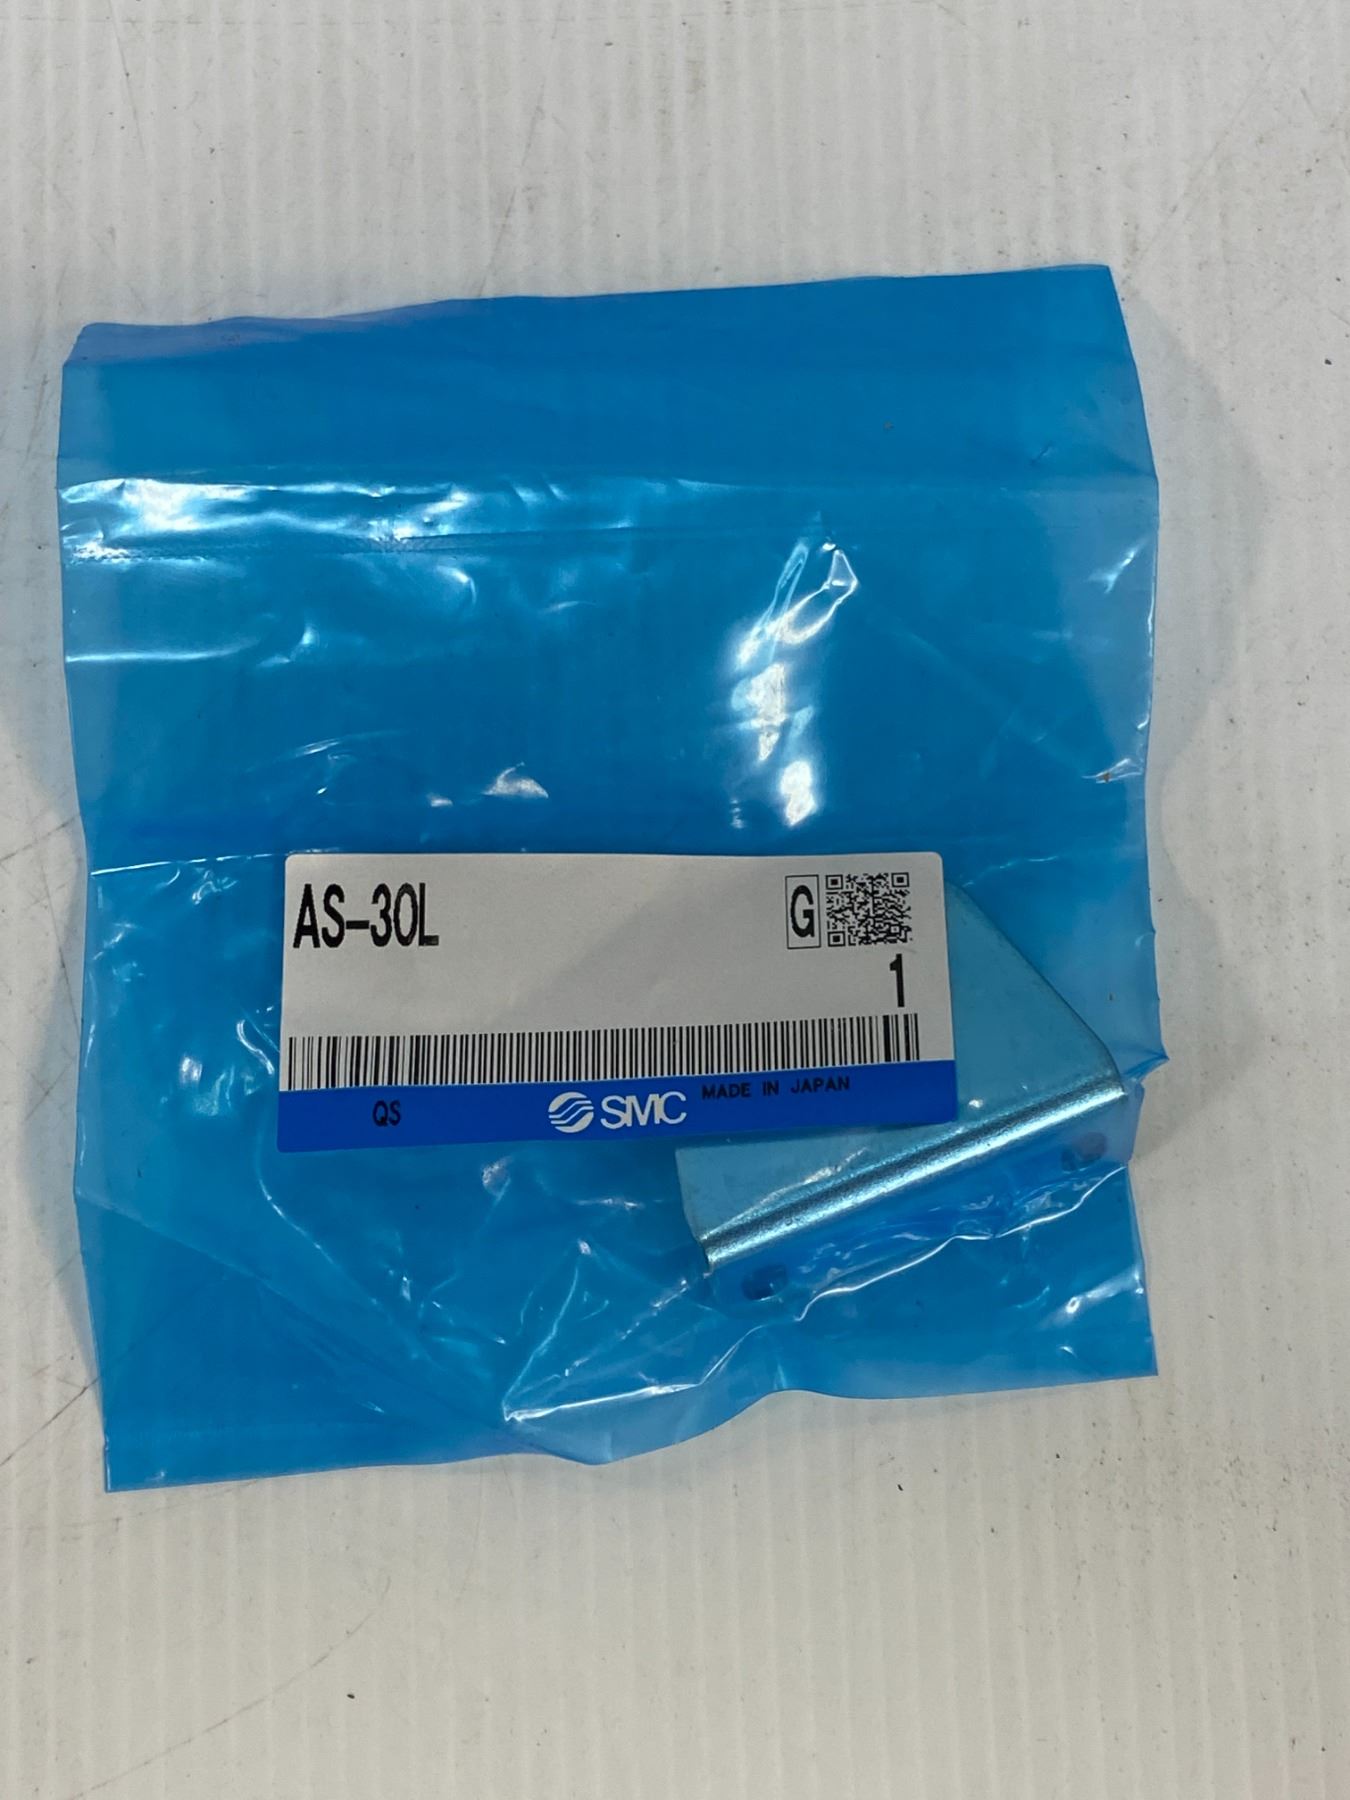 AS-30L
G
1
QS SMC MADE IN JAPAN